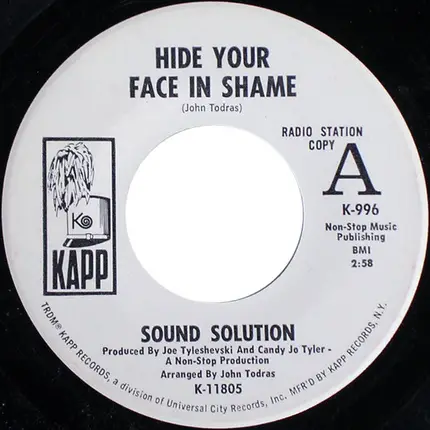 HIDE YOUR
FACE IN SHAME
(John Todras)
RADIO STATION
COPY
A
K-996
Non-Stop Music
Publishing
BMI
2:58
K
KAPP
SOUND SOLUTION
Produced By Joe Tyleshevski And Candy Jo Tyler -
A Non-Stop Production
Arranged By John Todras
K-11805
TRDM® KAPP RECORDS, a division of Universal City Records, Inc. MFR'D BY KAPP RECORDS, N.Y.